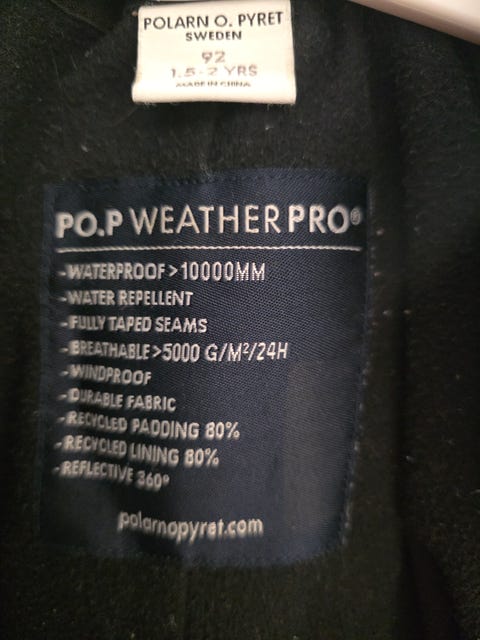 POLARN O. PYRET
SWEDEN
92
1.5-2 YRS
MADE IN CHINA
PO.P WEATHER PRO®
-WATERPROOF>10000MM
-WATER REPELLENT
-FULLY TAPED SEAMS
-BREATHABLE>5000 G/M²/24H
-WINDPROOF
-DURABLE FABRIC
-RECYCLED PADDING 80%
-RECYCLED LINING 80%
-REFLECTIVE 360°
polarnopyret.com